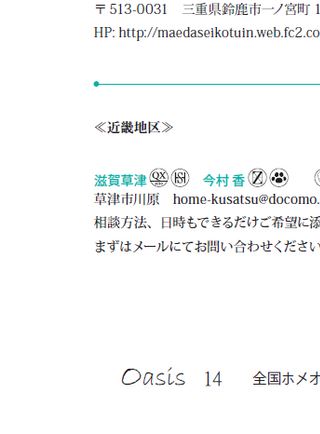 〒513-0031 三重県鈴鹿市一ノ宮町 1
HP: http://maedaseikotuin.web.fc2.co
≪近畿地区≫
滋賀草津 QX HSH 今村 香 Z
草津市川原 home-kusatsu@docomo.
相談方法、日時もできるだけご希望に添
まずはメールにてお問い合わせください
Oasis 14 全国ホメオ